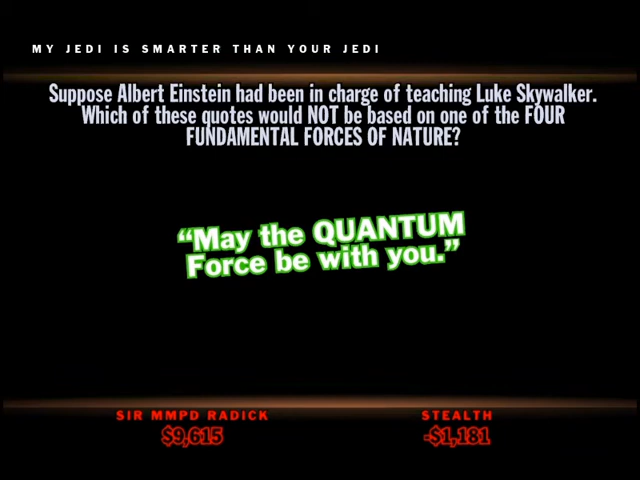 MY JEDI IS SMARTER THAN YOUR JEDI
Suppose Albert Einstein had been in charge of teaching Luke Skywalker.
Which of these quotes would NOT be based on one of the FOUR
FUNDAMENTAL FORCES OF NATURE?
“May the QUANTUM
Force be with you.”
SIR MMPD RADICK
$9,615
STEALTH
-$1,181